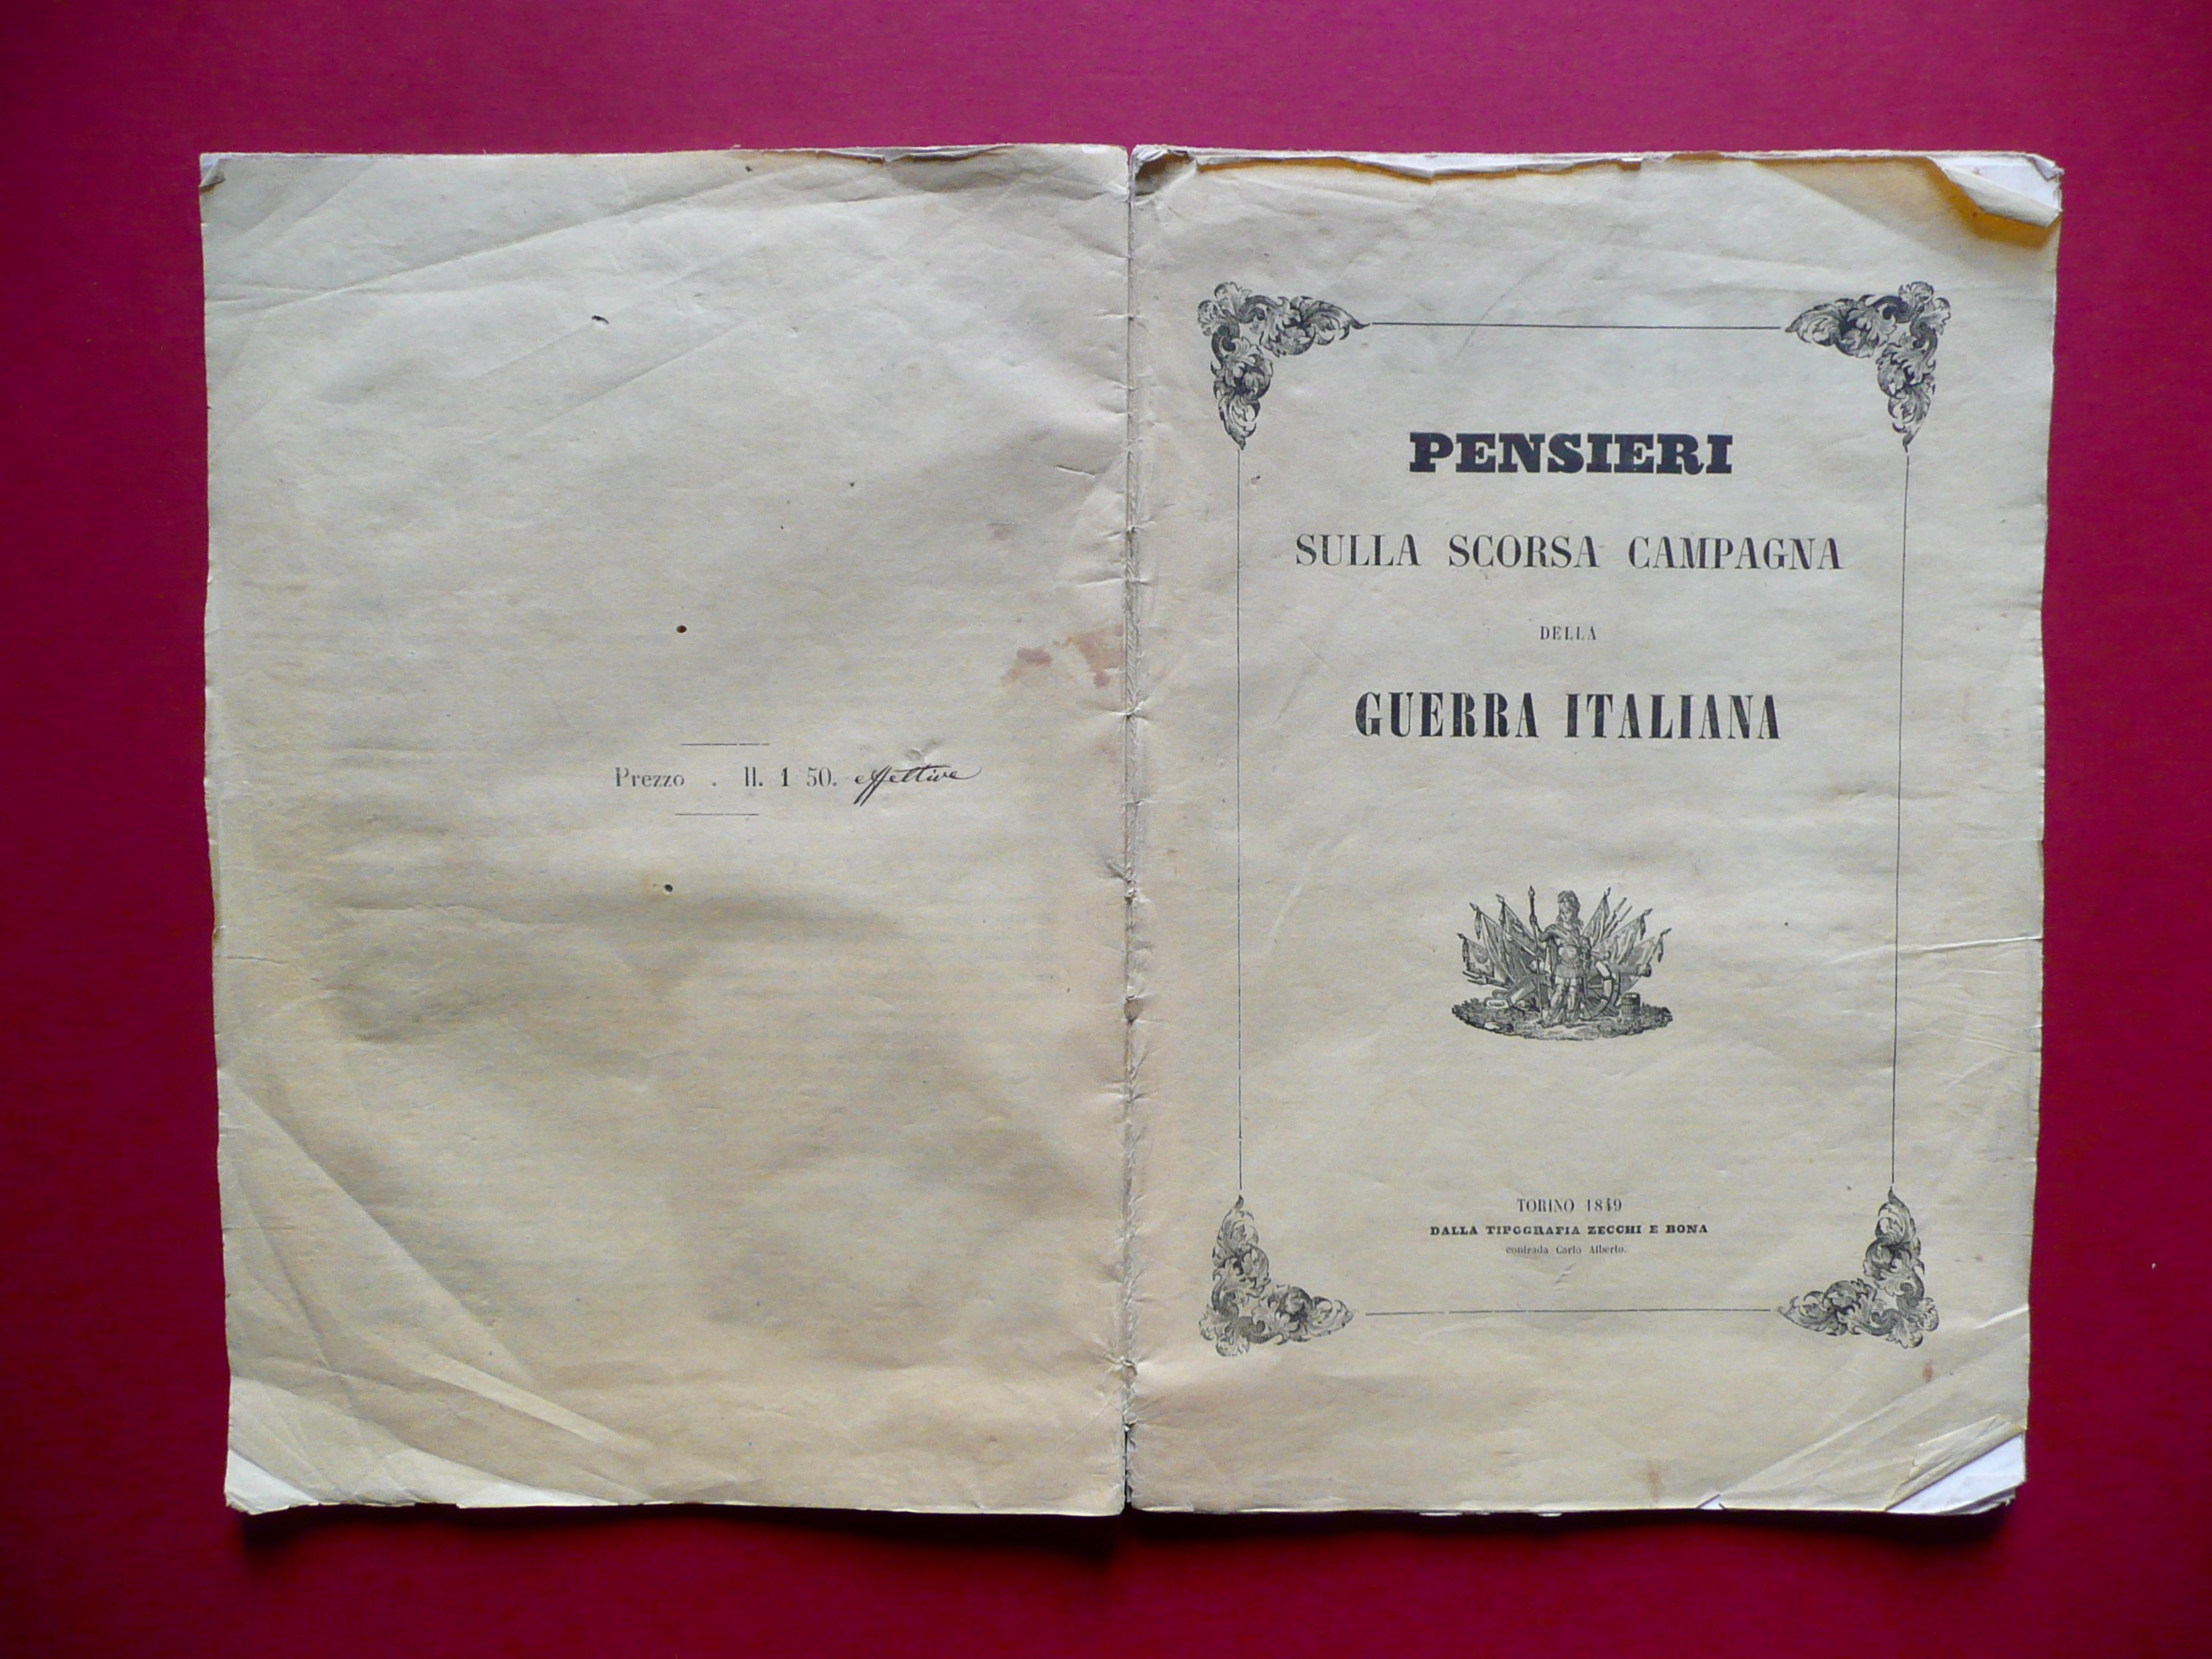 Prezzo . ll. 1 50. effettive
PENSIERI
SULLA SCORSA CAMPAGNA
DELLA
GUERRA ITALIANA
TORINO 1849
DALLA TIPOGRAFIA ZECCHI E BONA
contrada Carlo Alberto.